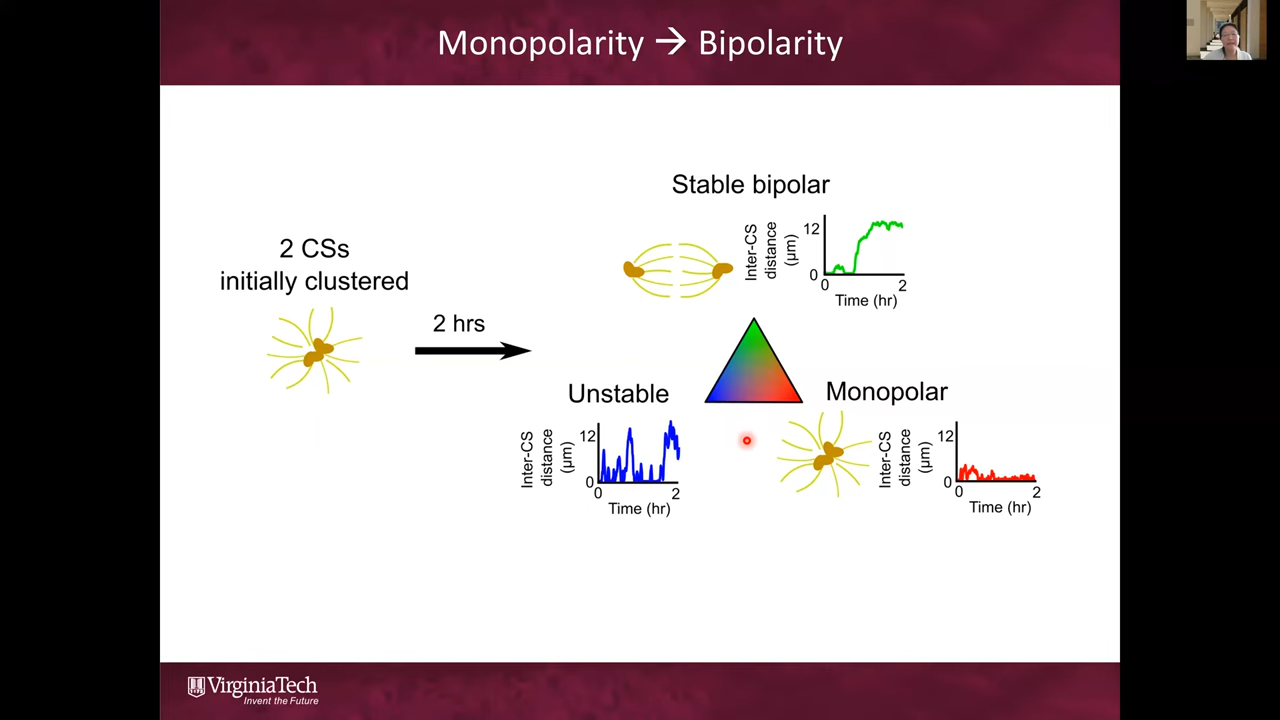 Monopolarity → Bipolarity
Stable bipolar
Inter-CS
distance
(μm)
12
0
0
2
Time (hr)
2 CSs
initially clustered
2 hrs
Unstable
Inter-CS
distance
(μm)
12
0
0
2
Time (hr)
Monopolar
Inter-CS
distance
(μm)
12
0
0
2
Time (hr)
VirginiaTech
Invent the Future